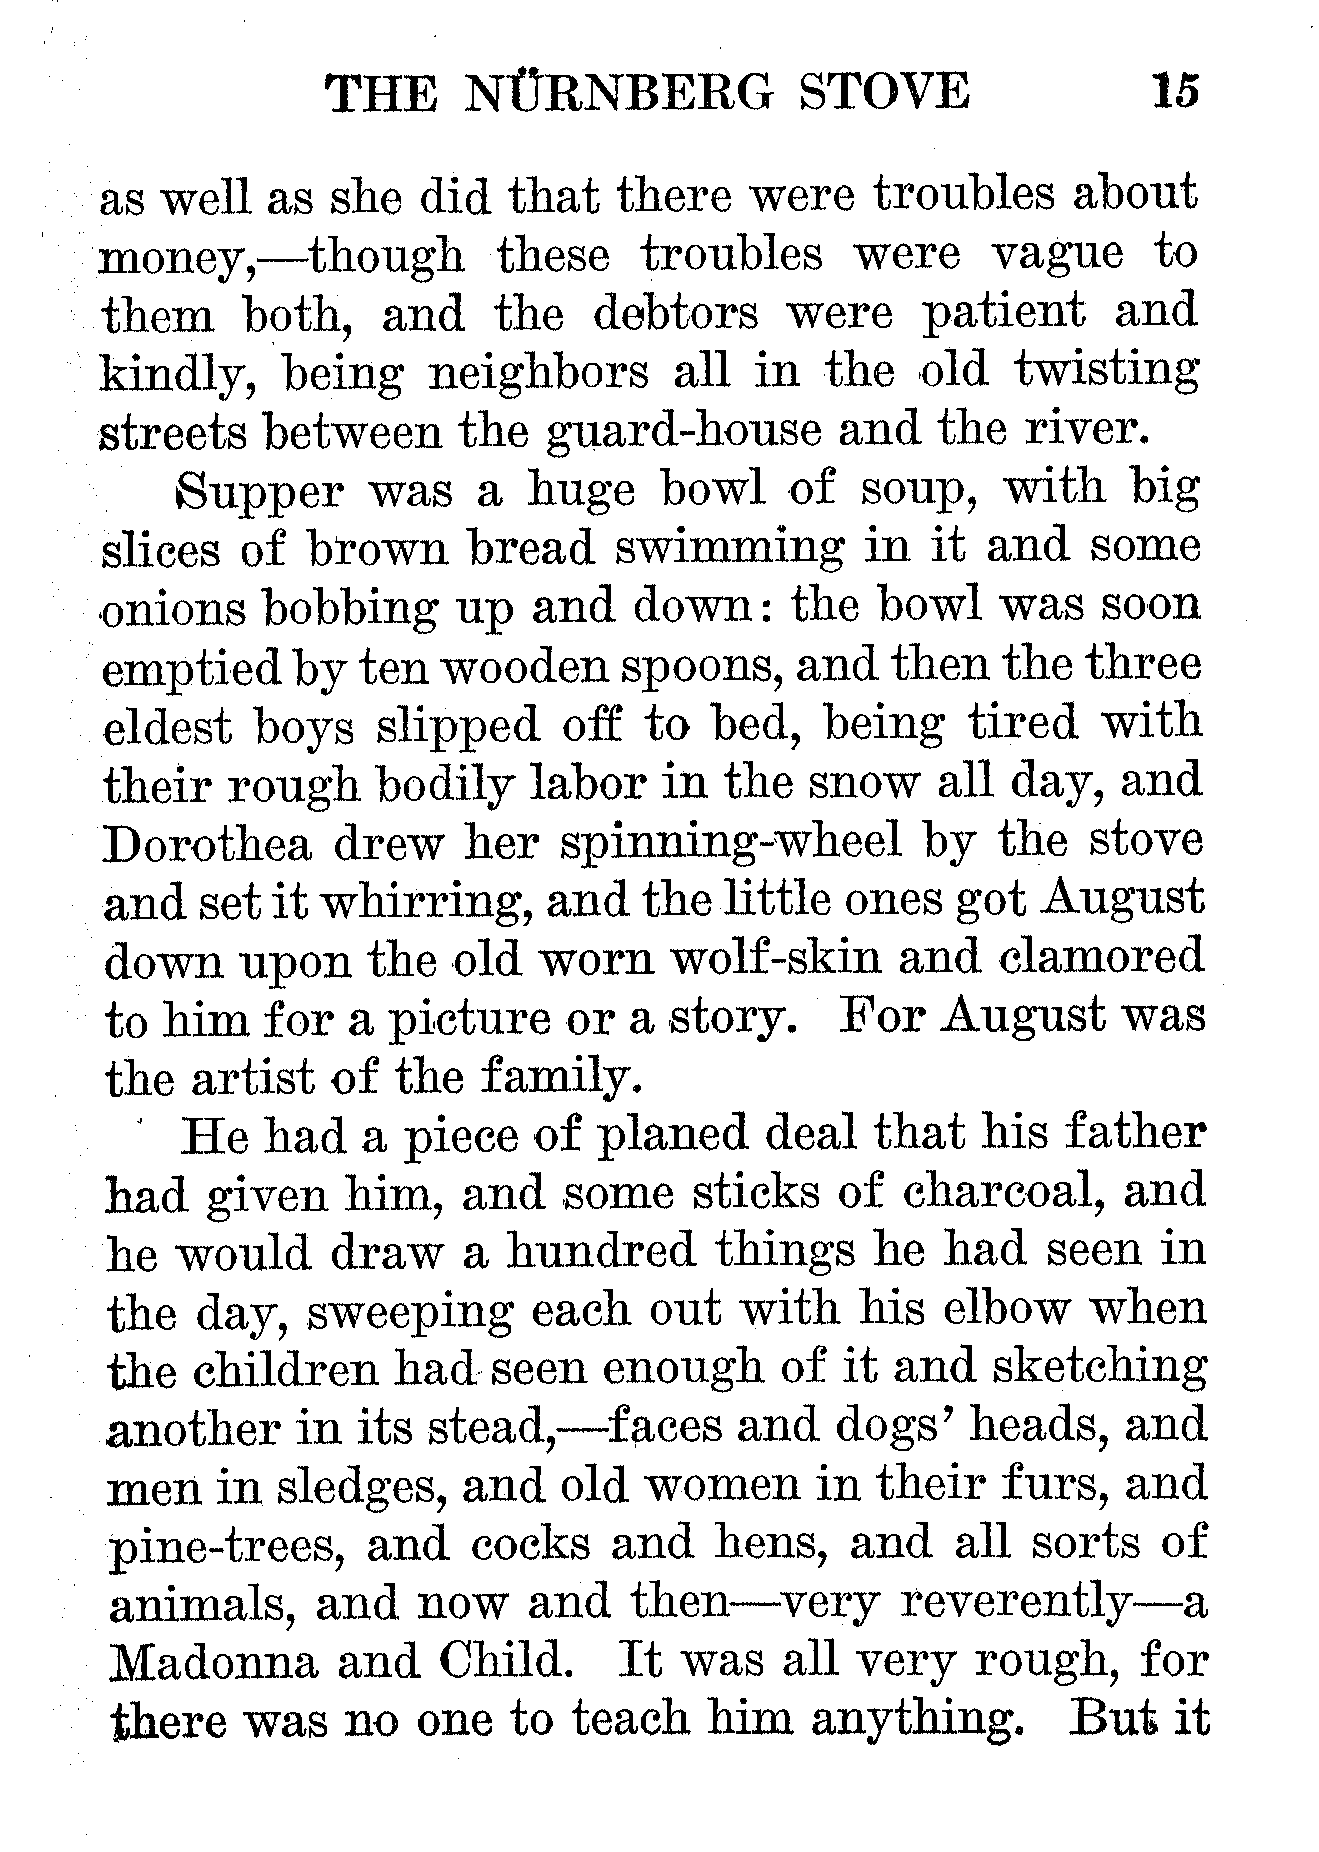 THE NÜRNBERG STOVE 15
as well as she did that there were troubles about
money,—though these troubles were vague to
them both, and the debtors were patient and
kindly, being neighbors all in the old twisting
streets between the guard-house and the river.
Supper was a huge bowl of soup, with big
slices of brown bread swimming in it and some
onions bobbing up and down: the bowl was soon
emptied by ten wooden spoons, and then the three
eldest boys slipped off to bed, being tired with
their rough bodily labor in the snow all day, and
Dorothea drew her spinning-wheel by the stove
and set it whirring, and the little ones got August
down upon the old worn wolf-skin and clamored
to him for a picture or a story. For August was
the artist of the family.
He had a piece of planed deal that his father
had given him, and some sticks of charcoal, and
he would draw a hundred things he had seen in
the day, sweeping each out with his elbow when
the children had seen enough of it and sketching
another in its stead,—faces and dogs’ heads, and
men in sledges, and old women in their furs, and
pine-trees, and cocks and hens, and all sorts of
animals, and now and then—very reverently—a
Madonna and Child. It was all very rough, for
there was no one to teach him anything. But it